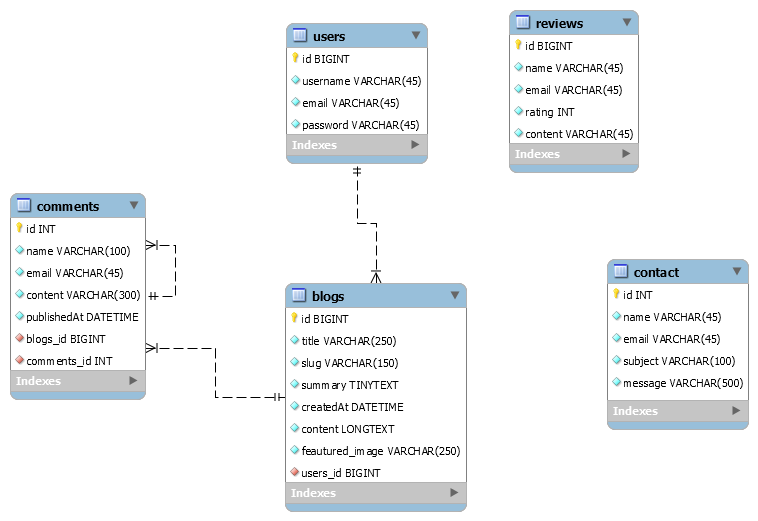 users
id BIGINT
username VARCHAR(45)
email VARCHAR(45)
password VARCHAR(45)
Indexes
reviews
id BIGINT
name VARCHAR(45)
email VARCHAR(45)
rating INT
content VARCHAR(45)
Indexes
comments
id INT
name VARCHAR(100)
email VARCHAR(45)
content VARCHAR(300)
publishedAt DATETIME
blogs_id BIGINT
comments_id INT
Indexes
blogs
id BIGINT
title VARCHAR(250)
slug VARCHAR(150)
summary TINYTEXT
createdAt DATETIME
content LONGTEXT
feautured_image VARCHAR(250)
users_id BIGINT
Indexes
contact
id INT
name VARCHAR(45)
email VARCHAR(45)
subject VARCHAR(100)
message VARCHAR(500)
Indexes